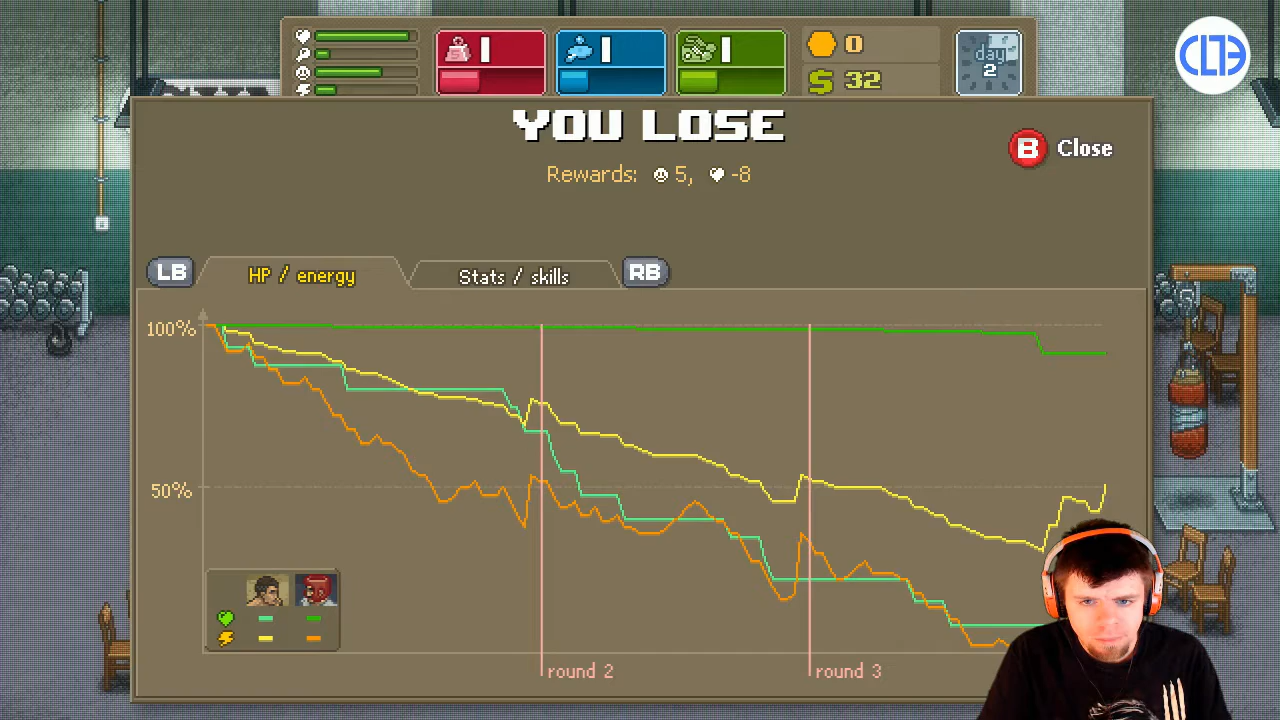 1 1 1 0
32
day
2
CL73
YOU LOSE
Rewards: 5, -8
B Close
LB HP / energy Stats / skills RB
100%
50%
round 2 round 3